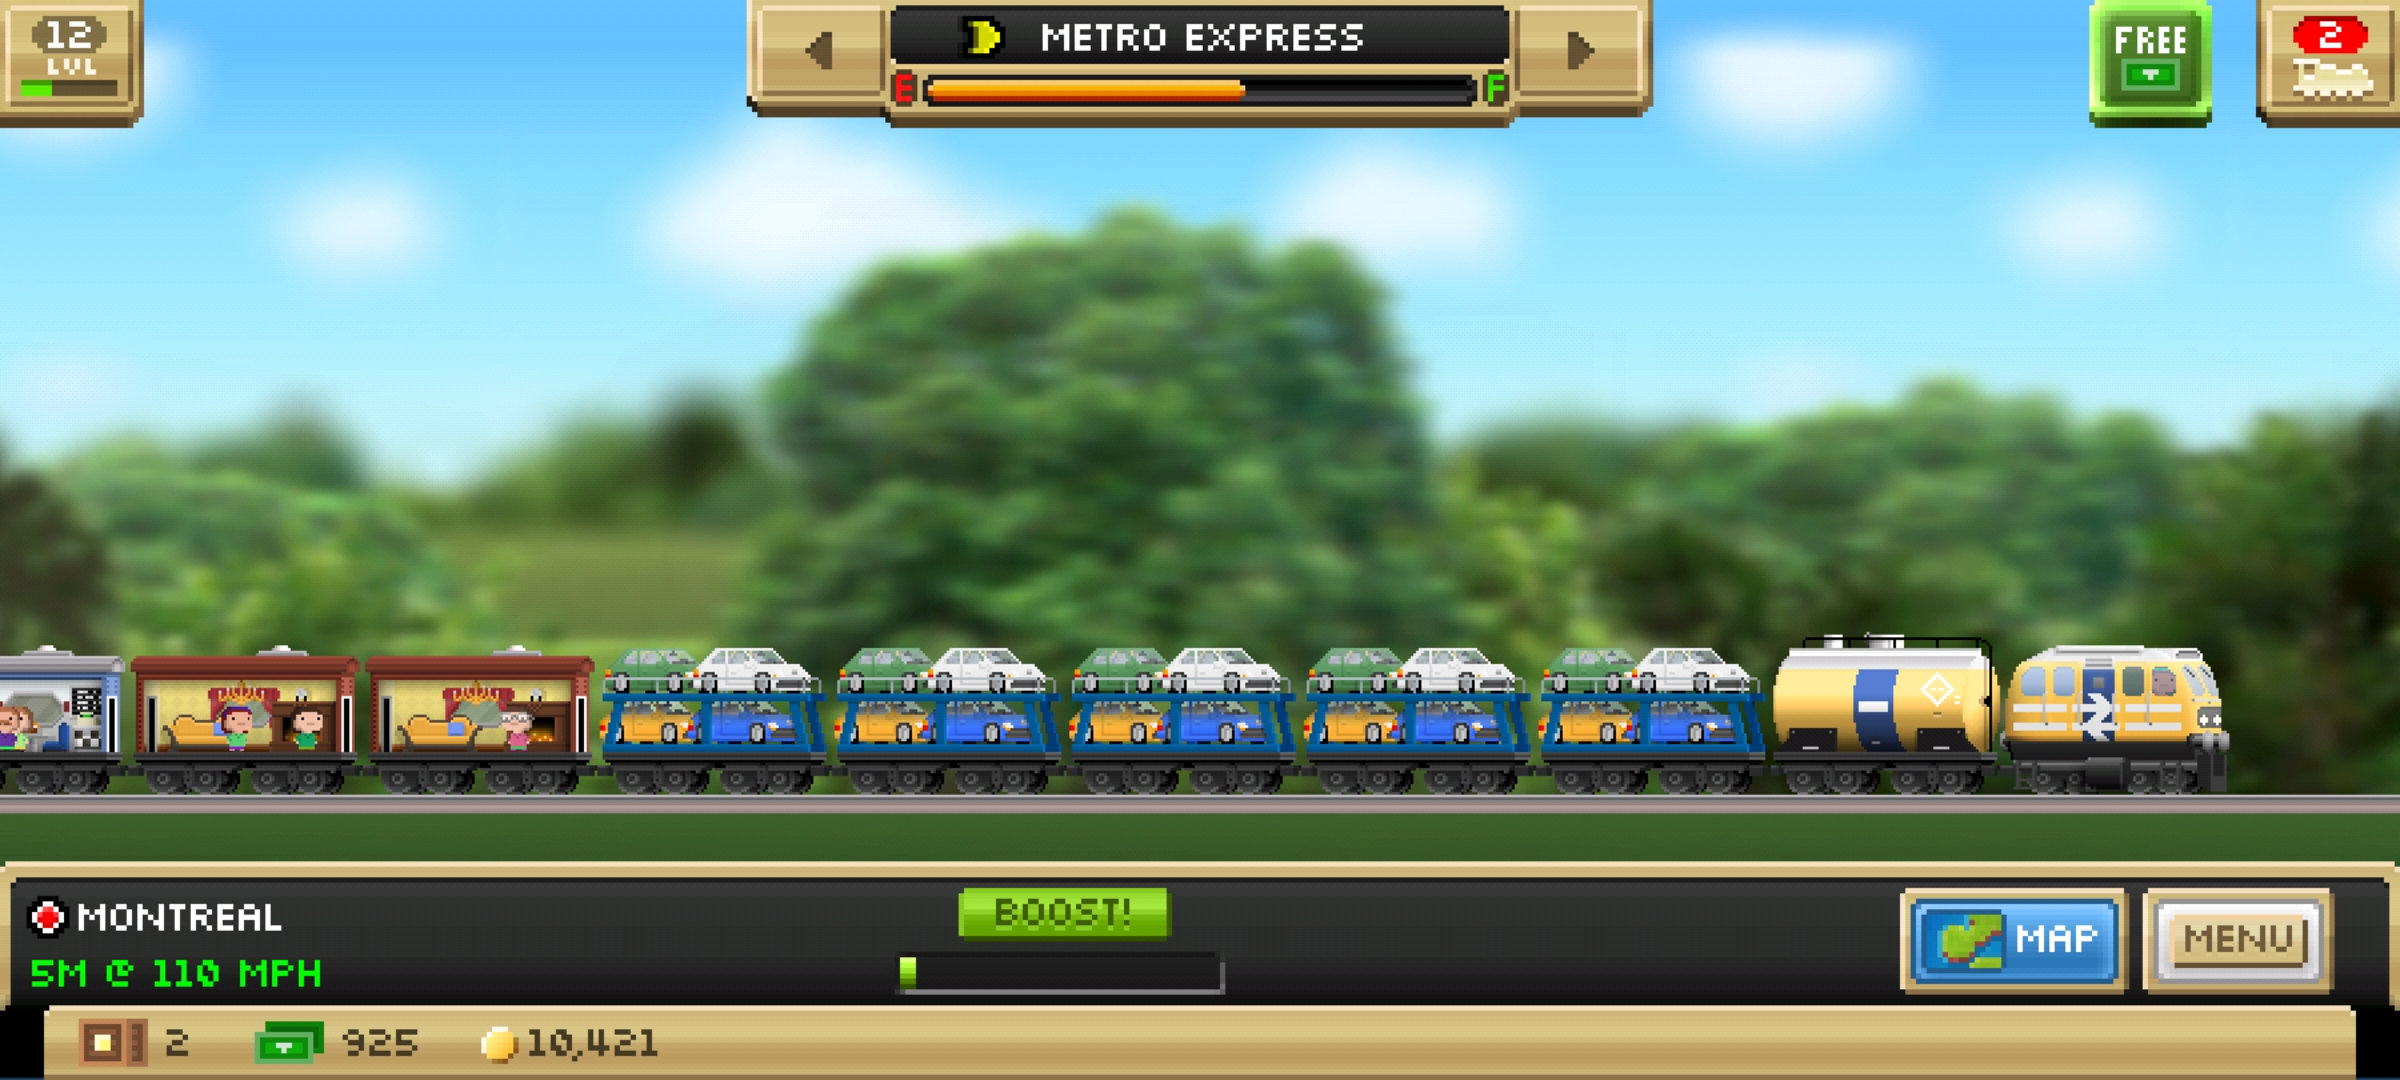 12
LVL
METRO EXPRESS
E F
FREE
2
MONTREAL
5M @ 110 MPH
BOOST!
MAP
MENU
2
925
10,421